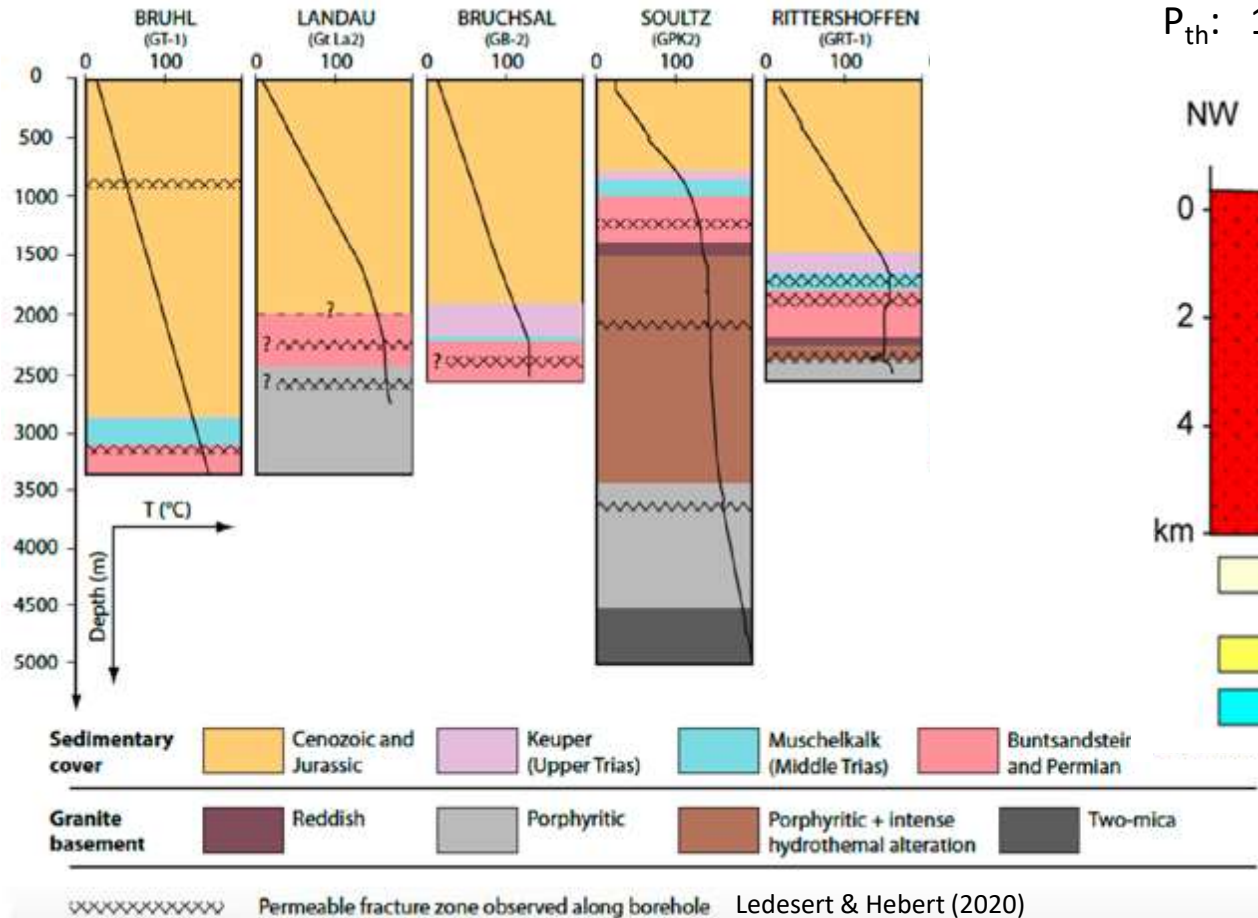 BRUHL LANDAU BRUCHSAL SOULTZ RITTERSHOFFEN
(GT-1) (Gt La2) (GB-2) (GPK2) (GRT-1)
0 100 0 100 0 100 0 100 0 100
0
500
1000
1500
2000
2500
3000
3500
4000
4500
5000
?
?
?
?
T (°C)
Depth (m)
Sedimentary cover
Cenozoic and Jurassic
Keuper (Upper Trias)
Muschelkalk (Middle Trias)
Buntsandstein and Permian
Granite basement
Reddish
Porphyritic
Porphyritic + intense hydrothemal alteration
Two-mica
Permeable fracture zone observed along borehole Ledesert & Hebert (2020)
Pth: 1
NW
0
2
4
km